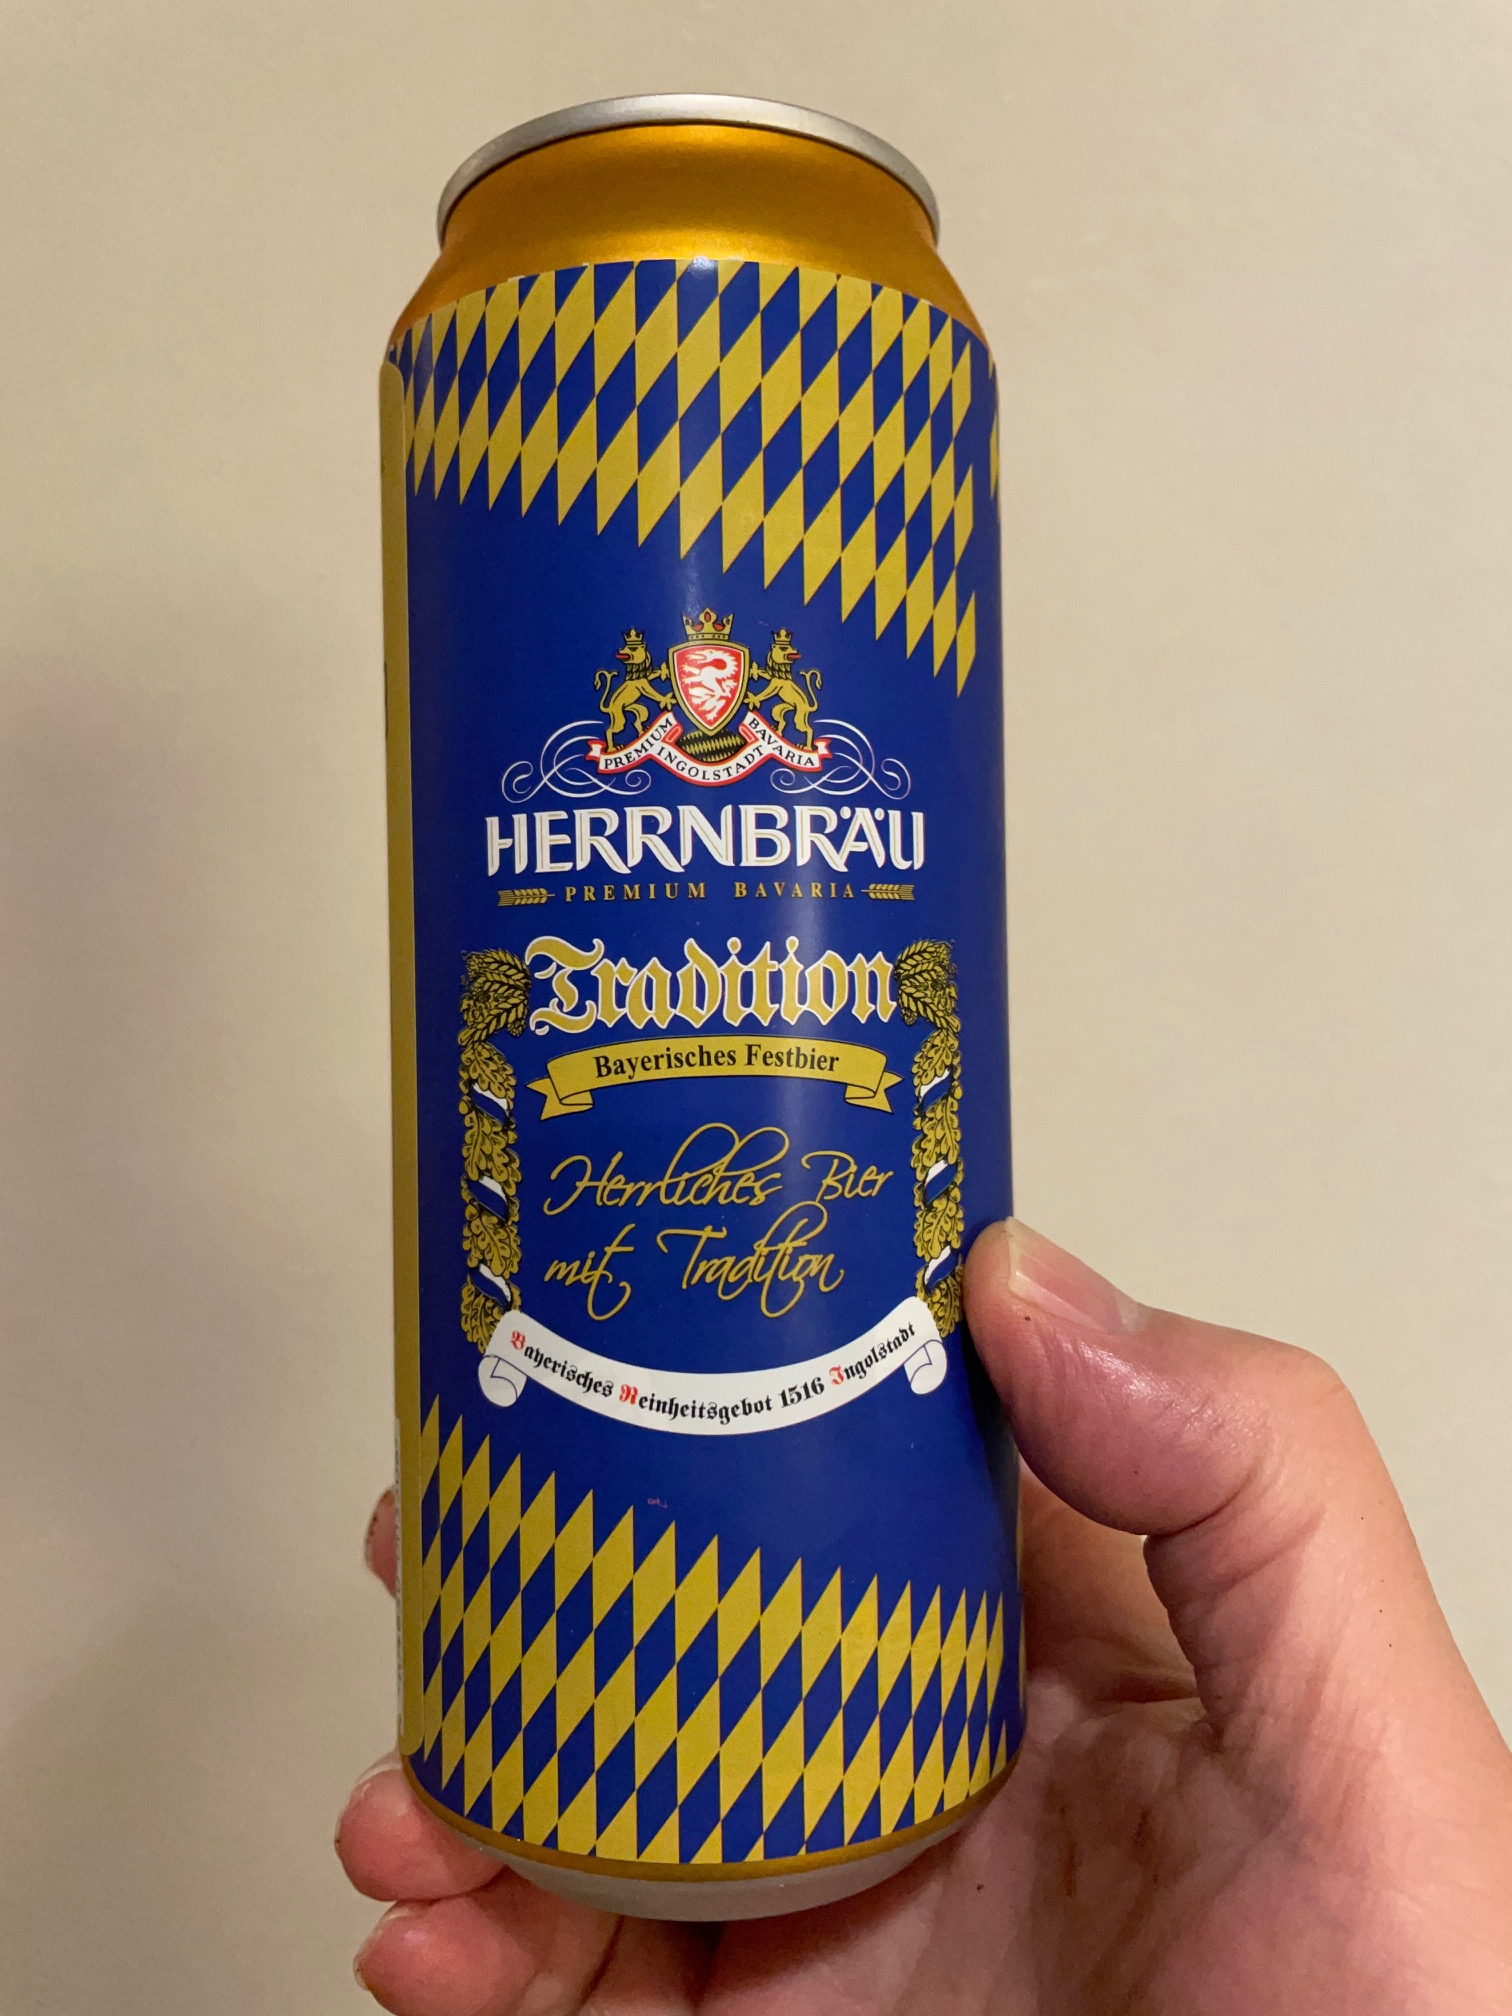 PREMIUM BAVARIA
INGOLSTADT
HERRNBRÄU
PREMIUM BAVARIA
Tradition
Bayerisches Festbier
Herrliches Bier
mit Tradition
Bayerisches Reinheitsgebot 1516 Ingolstadt